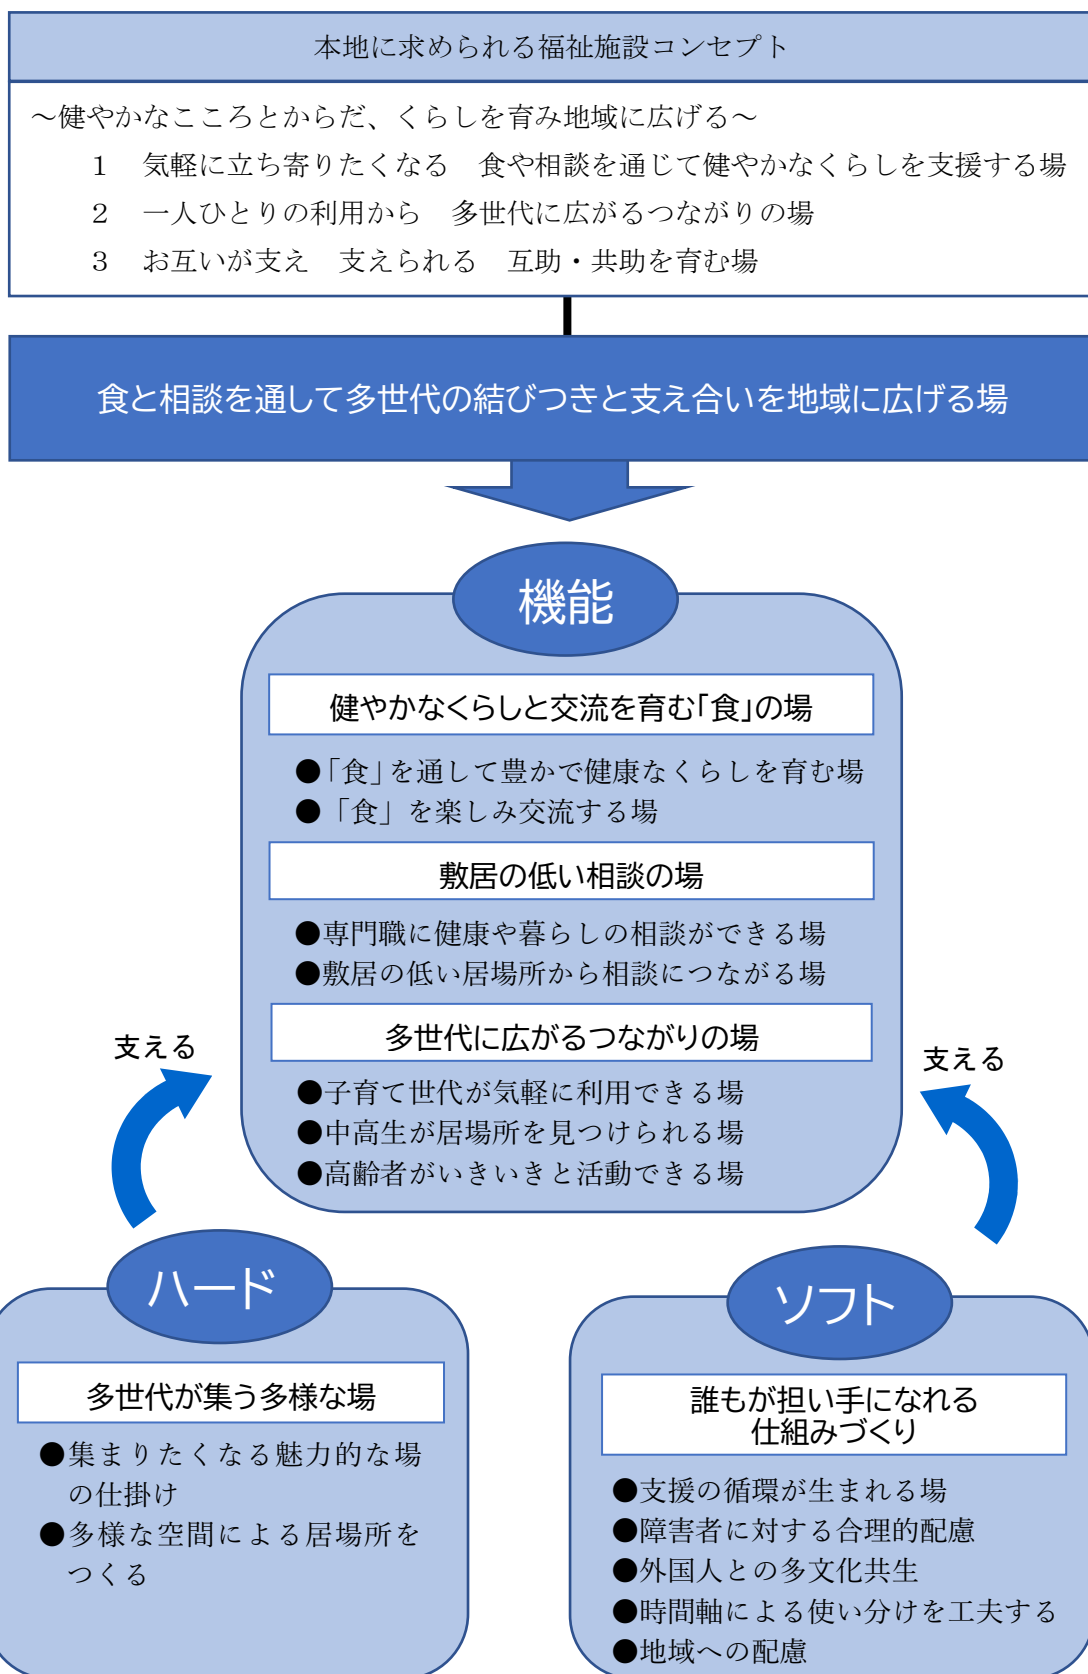 本地に求められる福祉施設コンセプト
～健やかなこころとからだ、くらしを育み地域に広げる～
１　気軽に立ち寄りたくなる　食や相談を通じて健やかなくらしを支援する場
２　一人ひとりの利用から　多世代に広がるつながりの場
３　お互いが支え　支えられる　互助・共助を育む場
食と相談を通して多世代の結びつきと支え合いを地域に広げる場
機能
健やかなくらしと交流を育む「食」の場
●「食」を通して豊かで健康なくらしを育む場
●「食」を楽しみ交流する場
敷居の低い相談の場
●専門職に健康や暮らしの相談ができる場
●敷居の低い居場所から相談につながる場
多世代に広がるつながりの場
●子育て世代が気軽に利用できる場
●中高生が居場所を見つけられる場
●高齢者がいきいきと活動できる場
支える
支える
ハード
多世代が集う多様な場
●集まりたくなる魅力的な場
の仕掛け
●多様な空間による居場所を
つくる
ソフト
誰もが担い手になれる
仕組みづくり
●支援の循環が生まれる場
●障害者に対する合理的配慮
●外国人との多文化共生
●時間軸による使い分けを工夫する
●地域への配慮